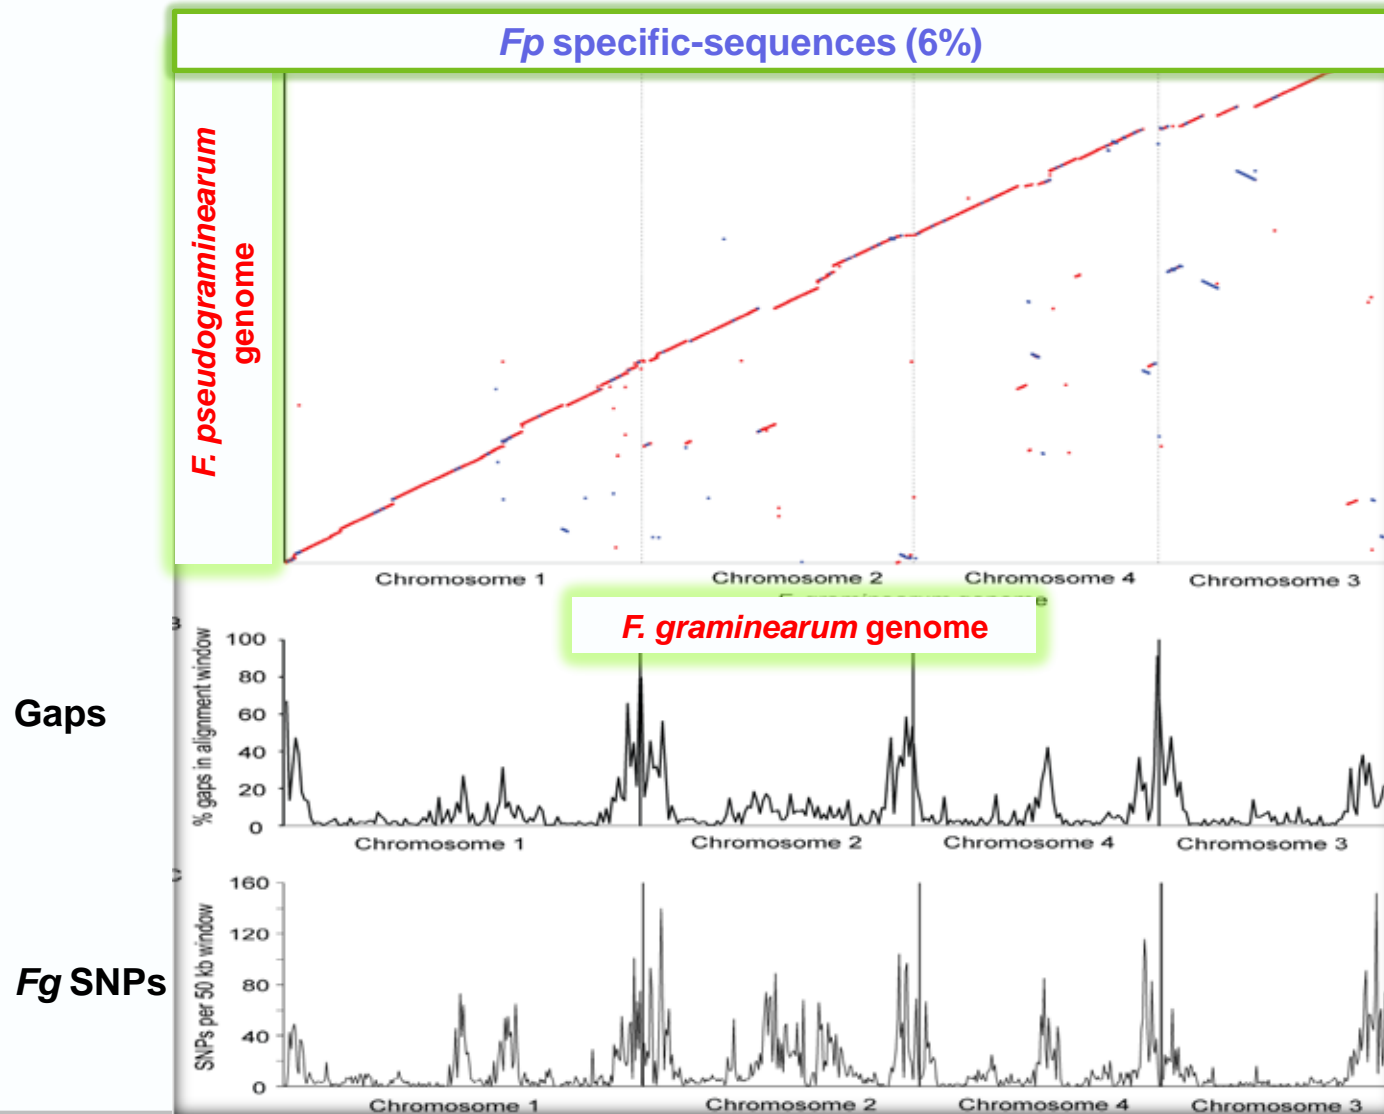 Fp specific-sequences (6%)
F. pseudograminearum
genome
Chromosome 1
Chromosome 2
Chromosome 4
Chromosome 3
F. graminearum genome
Gaps
% gaps in alignment window
100
80
60
40
20
0
Chromosome 1
Chromosome 2
Chromosome 4
Chromosome 3
Fg SNPs
SNPs per 50 kb window
160
120
80
40
0
Chromosome 1
Chromosome 2
Chromosome 4
Chromosome 3